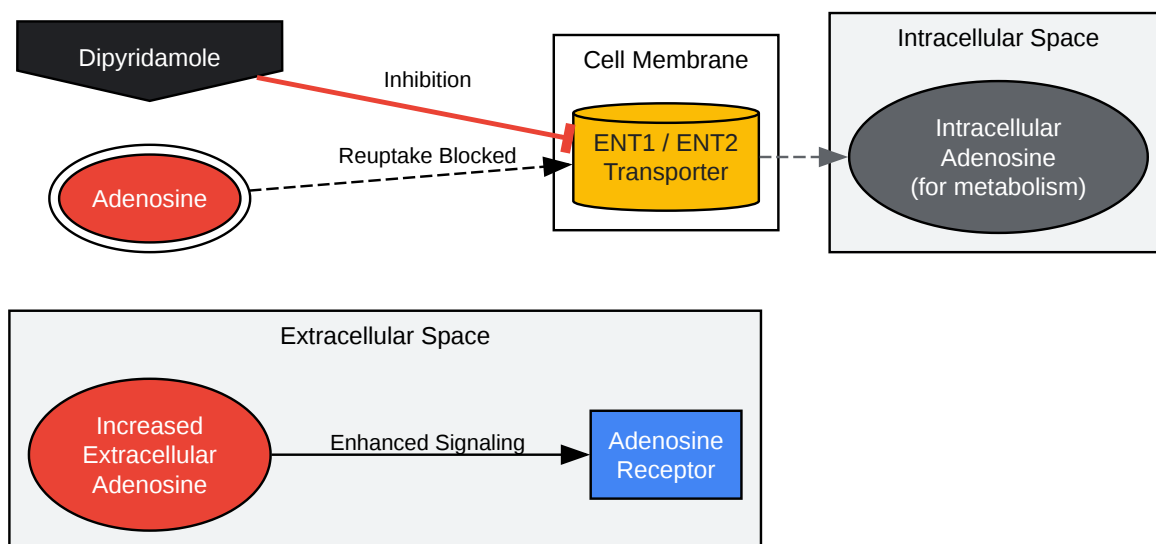 Dipyridamole
Inhibition
Cell Membrane
Intracellular Space
Adenosine
Reuptake Blocked
ENT1 / ENT2
Transporter
Intracellular
Adenosine
(for metabolism)
Extracellular Space
Increased
Extracellular
Adenosine
Enhanced Signaling
Adenosine
Receptor